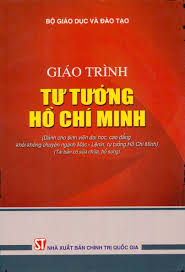 BỘ GIÁO DỤC VÀ ĐÀO TẠO
GIÁO TRÌNH
TƯ TƯỞNG
HỒ CHÍ MINH
(Dành cho sinh viên đại học, cao đẳng
khối không chuyên ngành Mác - Lênin, tư tưởng Hồ Chí Minh)
(Tái bản có sửa chữa, bổ sung)
ST
NHÀ XUẤT BẢN CHÍNH TRỊ QUỐC GIA